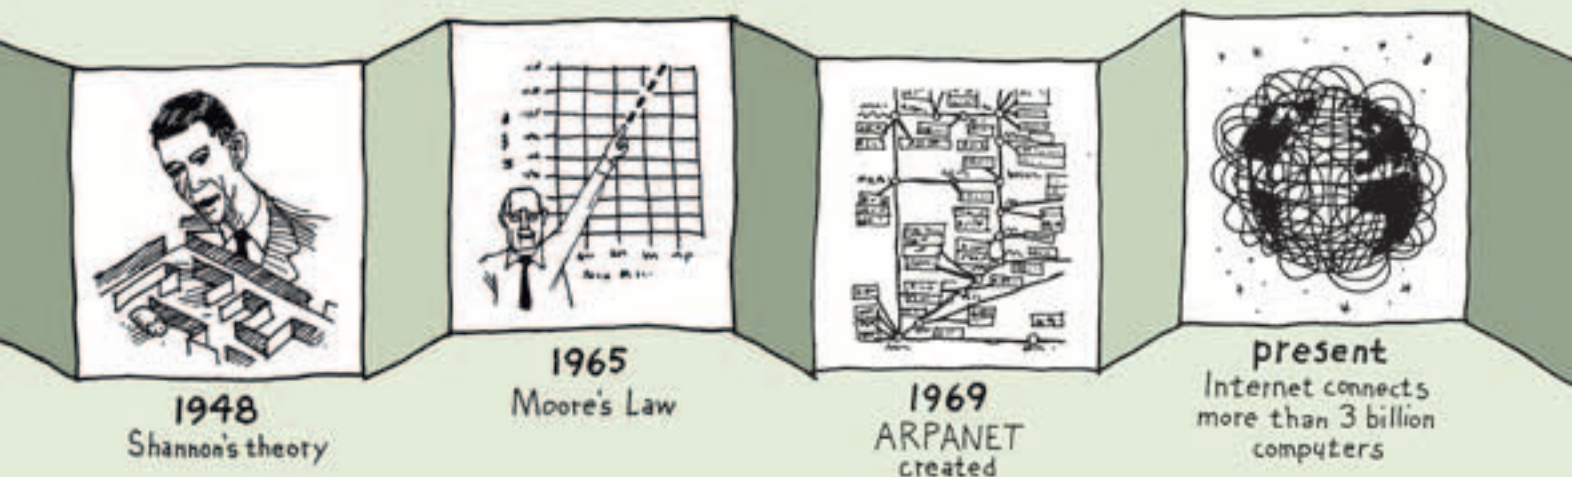 1948
Shannon's theory
1965
Moore's Law
1969
ARPANET
created
present
Internet connects
more than 3 billion
computers